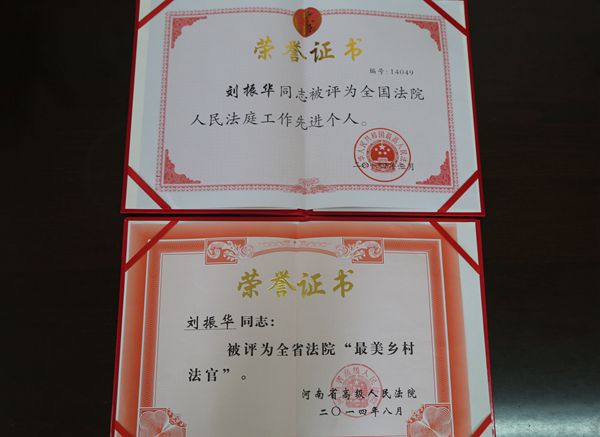 荣誉证书
编号:14049
刘振华同志被评为全国法院
人民法庭工作先进个人。
荣誉证书
刘振华同志:
被评为全省法院“最美乡村
法官”。
河南省高级人民法院
二〇一四年八月